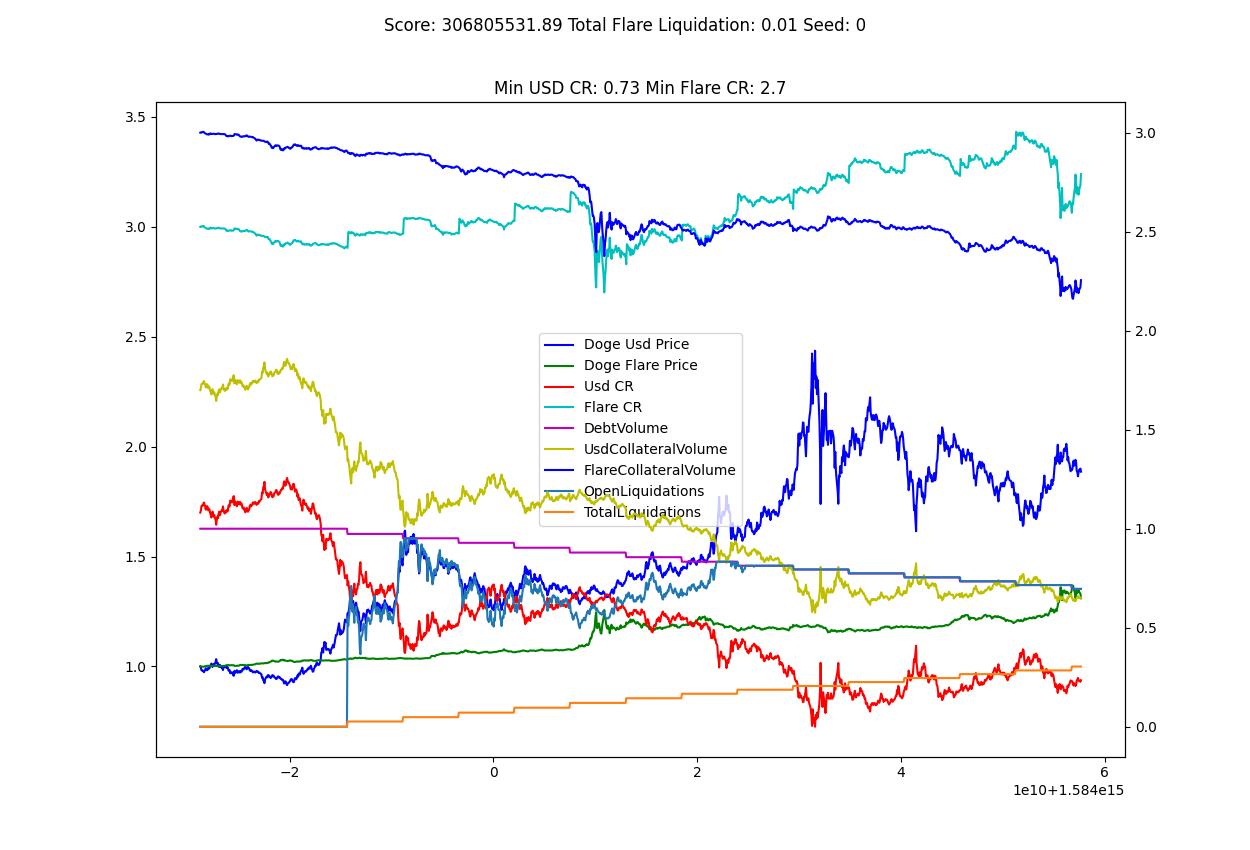 Score: 306805531.89 Total Flare Liquidation: 0.01 Seed: 0
Min USD CR: 0.73 Min Flare CR: 2.7
3.5
3.0
2.5
2.0
1.5
1.0
3.0
2.5
2.0
1.5
1.0
0.5
0.0
Doge Usd Price
Doge Flare Price
Usd CR
Flare CR
DebtVolume
UsdCollateralVolume
FlareCollateralVolume
OpenLiquidations
TotalLiquidations
−2 0 2 4 6
1e10+1.584e15